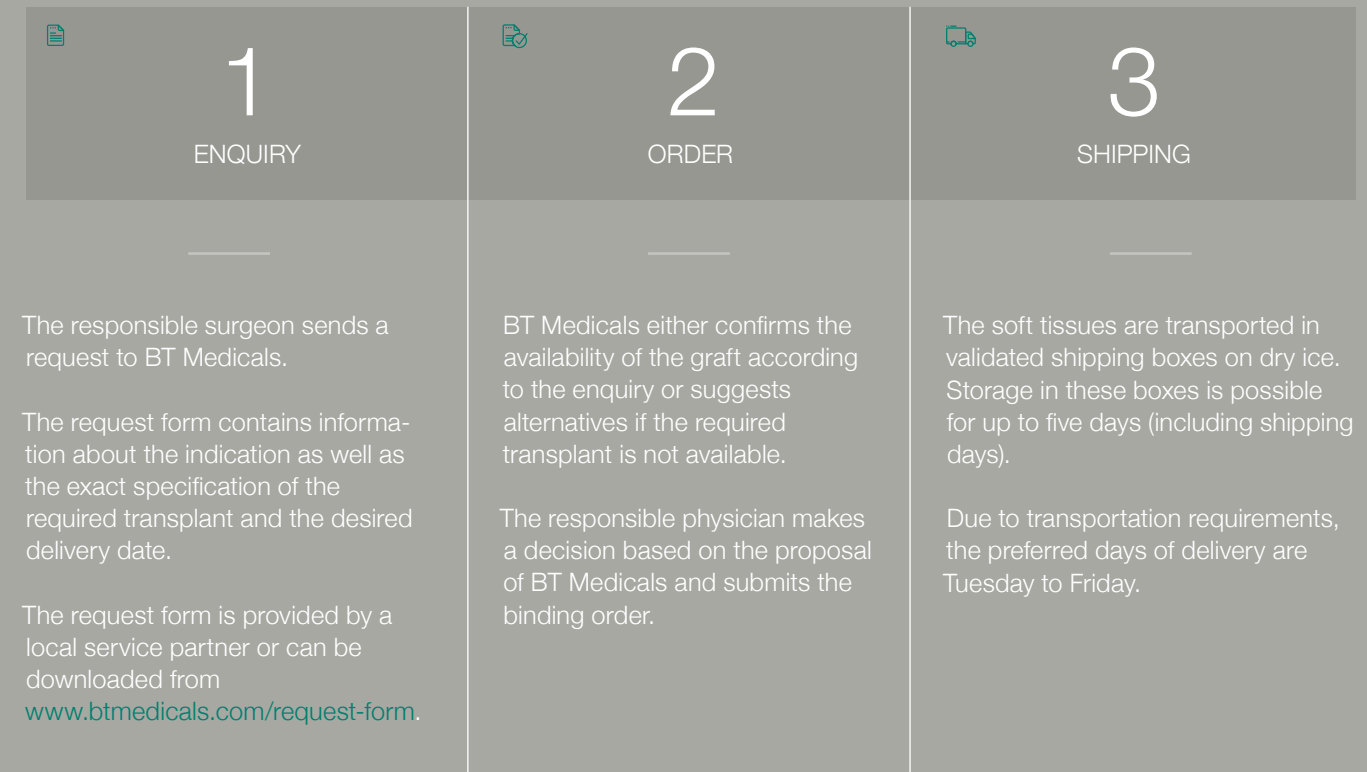 1
ENQUIRY
The responsible surgeon sends a
request to BT Medicals.
The request form contains informa-
tion about the indication as well as
the exact specification of the
required transplant and the desired
delivery date.
The request form is provided by a
local service partner or can be
downloaded from
www.btmedicals.com/request-form.
2
ORDER
BT Medicals either confirms the
availability of the graft according
to the enquiry or suggests
alternatives if the required
transplant is not available.
The responsible physician makes
a decision based on the proposal
of BT Medicals and submits the
binding order.
3
SHIPPING
The soft tissues are transported in
validated shipping boxes on dry ice.
Storage in these boxes is possible
for up to five days (including shipping
days).
Due to transportation requirements,
the preferred days of delivery are
Tuesday to Friday.